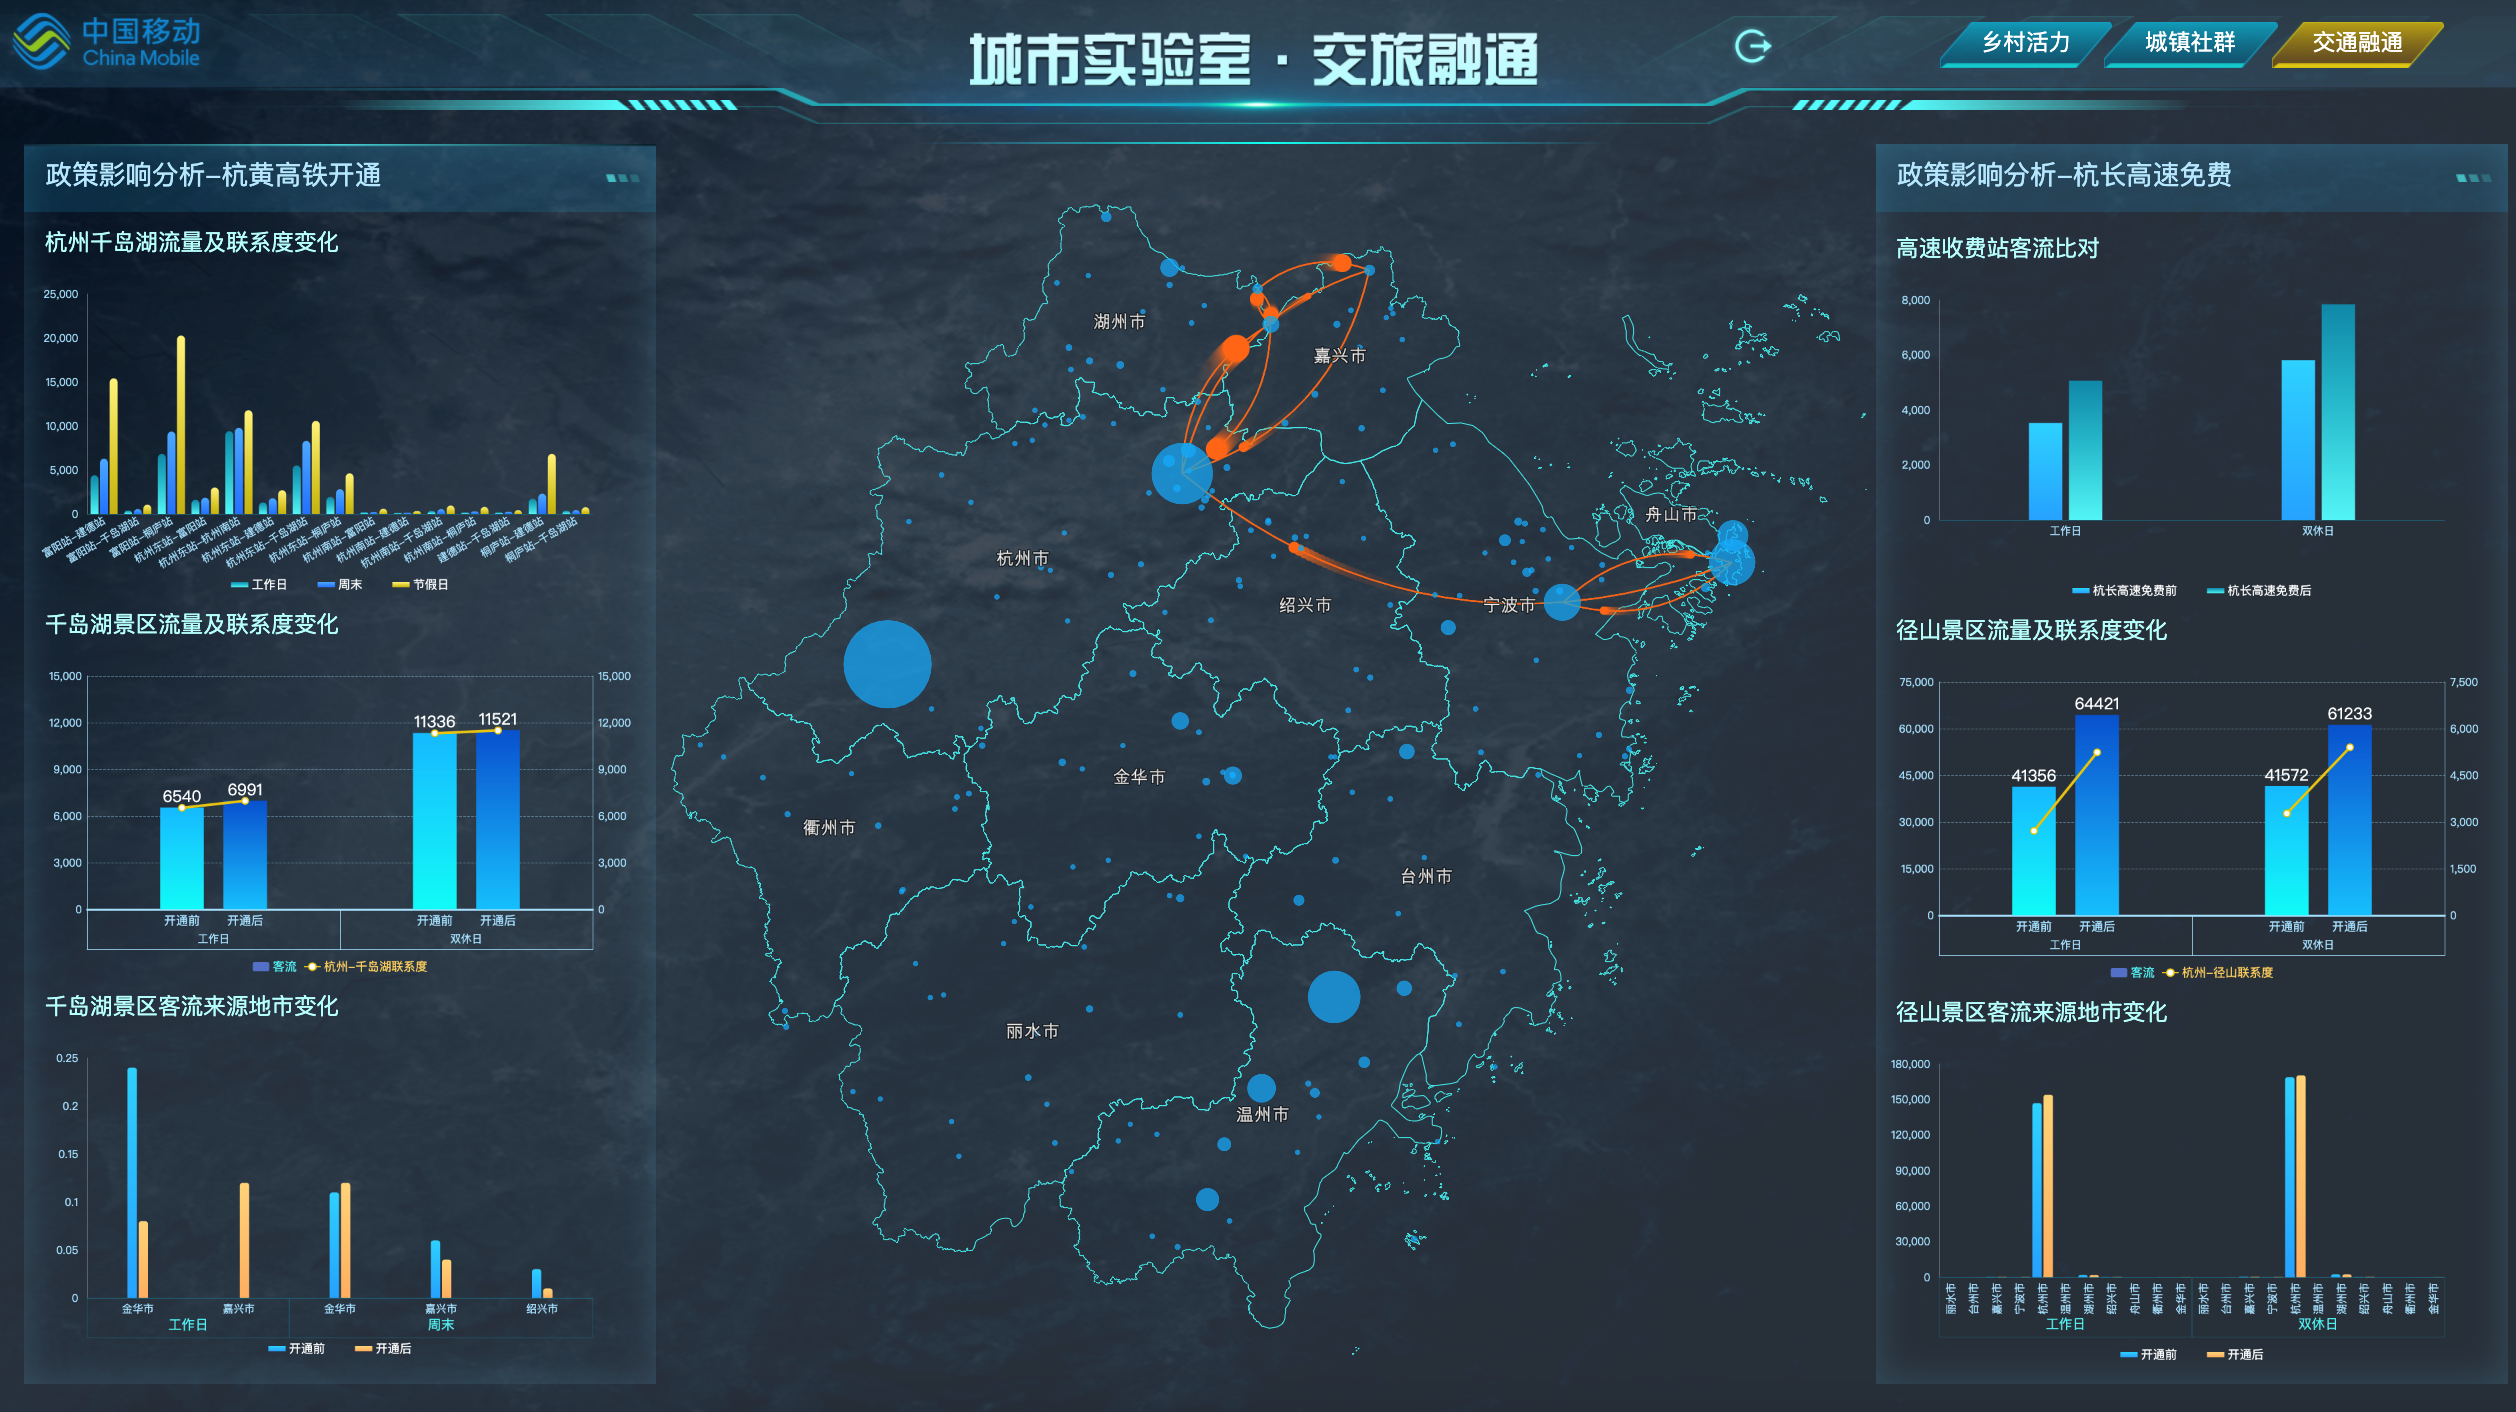 中国移动
China Mobile
城市实验室·交旅融通
乡村活力
城镇社群
交通融通
政策影响分析-杭黄高铁开通
杭州千岛湖流量及联系度变化
25,000
20,000
15,000
10,000
5,000
0
富阳站-建德站
富阳站-千岛湖站
富阳站-桐庐站
杭州东站-富阳站
杭州东站-杭州南站
杭州东站-建德站
杭州东站-千岛湖站
杭州东站-桐庐站
杭州南站-富阳站
杭州南站-建德站
杭州南站-千岛湖站
杭州南站-桐庐站
建德站-千岛湖站
桐庐站-建德站
桐庐站-千岛湖站
工作日 周末 节假日
千岛湖景区流量及联系度变化
15,000 15,000
12,000 11336 11521 12,000
9,000 9,000
6540 6991
6,000 6,000
3,000 3,000
0 0
开通前 开通后 开通前 开通后
工作日 双休日
客流 杭州-千岛湖联系度
千岛湖景区客流来源地市变化
0.25
0.2
0.15
0.1
0.05
0
金华市 嘉兴市 金华市 嘉兴市 绍兴市
工作日 周末
开通前 开通后
湖州市
嘉兴市
舟山市
杭州市
绍兴市
宁波市
金华市
衢州市
台州市
丽水市
温州市
政策影响分析-杭长高速免费
高速收费站客流比对
8,000
6,000
4,000
2,000
0
工作日 双休日
杭长高速免费前 杭长高速免费后
径山景区流量及联系度变化
75,000 7,500
64421 61233
60,000 6,000
45,000 41356 41572 4,500
30,000 3,000
15,000 1,500
0 0
开通前 开通后 开通前 开通后
工作日 双休日
客流 杭州-径山联系度
径山景区客流来源地市变化
180,000
150,000
120,000
90,000
60,000
30,000
0
丽水市 台州市 嘉兴市 宁波市 杭州市 温州市 湖州市 绍兴市 舟山市 衢州市 金华市 丽水市 台州市 嘉兴市 宁波市 杭州市 温州市 湖州市 绍兴市 舟山市 衢州市 金华市
工作日 双休日
开通前 开通后